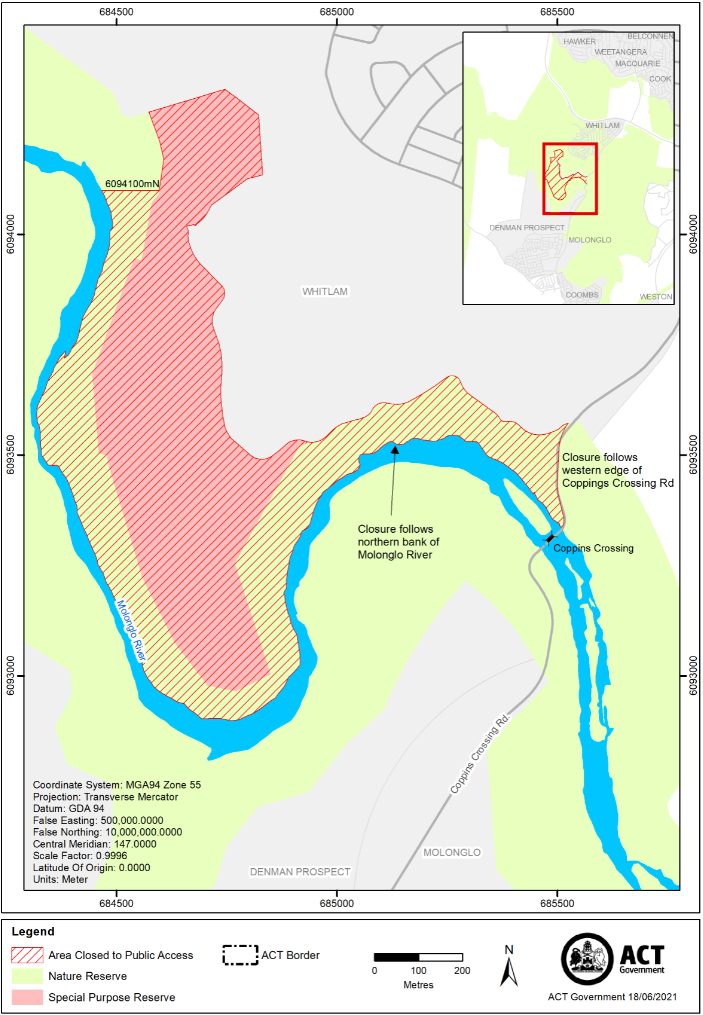 684500
685000
685500
HAWKER
BELCONNEN
WEETANGERA
MACQUARIE
COOK
WHITLAM
DENMAN PROSPECT
MOLONGLO
COOMBS
WESTON
6094000
6094000
6094100mN
WHITLAM
6093500
6093500
Closure follows
western edge of
Coppings Crossing Rd
Closure follows
northern bank of
Molonglo River
Coppins Crossing
Molonglo River
6093000
6093000
Coppins Crossing Rd
Coordinate System: MGA94 Zone 55
Projection: Transverse Mercator
Datum: GDA 94
False Easting: 500,000.0000
False Northing: 10,000,000.0000
Central Meridian: 147.0000
Scale Factor: 0.9996
Latitude Of Origin: 0.0000
Units: Meter
MOLONGLO
DENMAN PROSPECT
684500
685000
685500
Legend
Area Closed to Public Access
Nature Reserve
Special Purpose Reserve
ACT Border
0 100 200
Metres
N
ACT
Government
ACT Government 18/06/2021